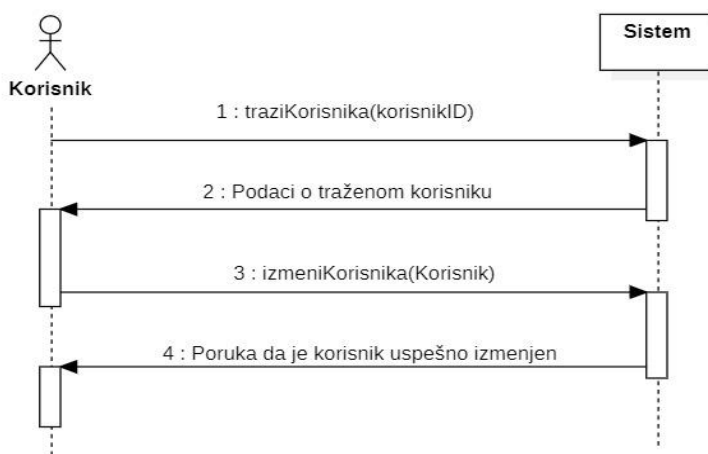 Korisnik
Sistem
1 : traziKorisnika(korisnikID)
2 : Podaci o traženom korisniku
3 : izmeniKorisnika(Korisnik)
4 : Poruka da je korisnik uspešno izmenjen